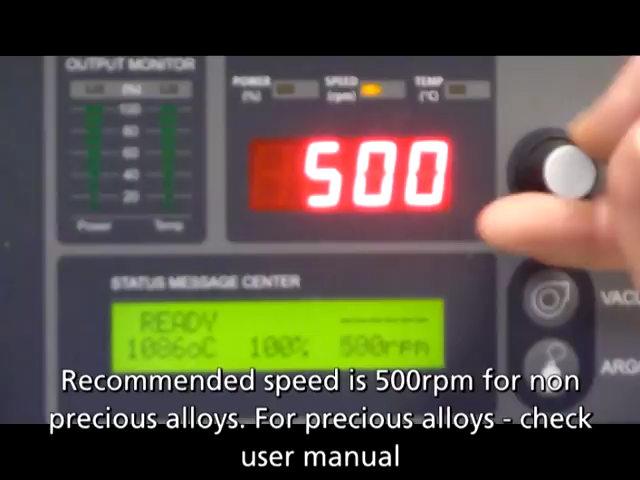 OUTPUT MONITOR
(%)
100
80
60
40
20
Power Temp
POWER (%)
SPEED (rpm)
TEMP (°C)
500
STATUS MESSAGE CENTER
READY
1086oC 100% 500rpm
VACU
ARG
Recommended speed is 500rpm for non
precious alloys. For precious alloys - check
user manual